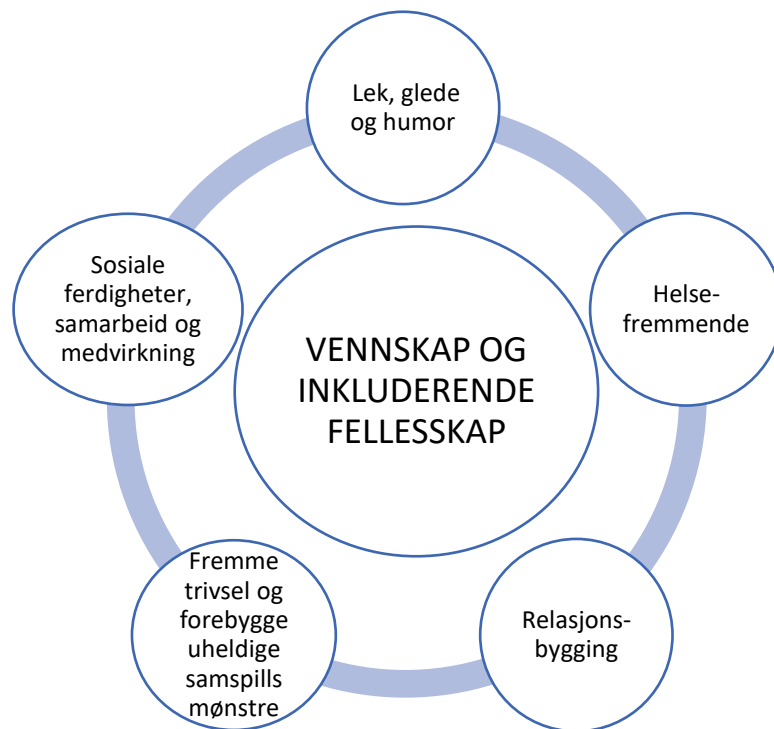 Lek, glede
og humor
Helse-
fremmende
Relasjons-
bygging
Fremme
trivsel og
forebygge
uheldige
samspills
mønstre
Sosiale
ferdigheter,
samarbeid og
medvirkning
VENNSKAP OG
INKLUDERENDE
FELLESSKAP